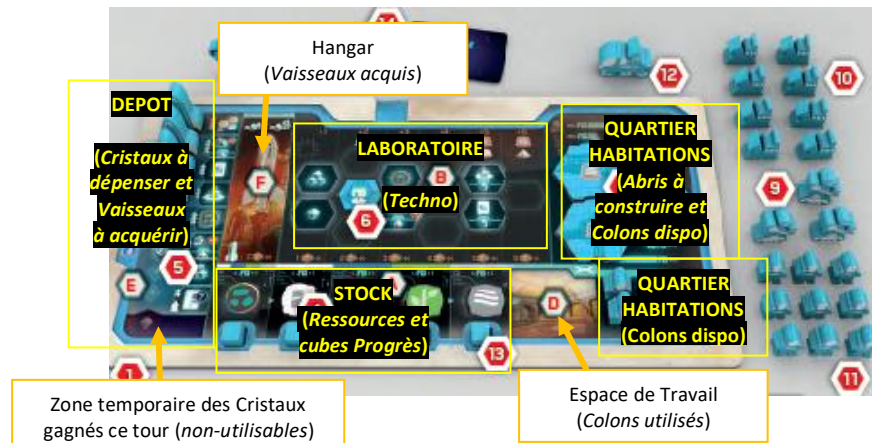 14
Hangar
(Vaisseaux acquis)
12
10
DEPOT
(Cristaux à
dépenser et
Vaisseaux
à acquérir)
F
LABORATOIRE
B
(Techno)
6
QUARTIER
HABITATIONS
(Abris à
construire et
Colons dispo)
9
5
E
STOCK
(Ressources et
cubes Progrès)
D
QUARTIER
HABITATIONS
(Colons dispo)
13
1
11
Zone temporaire des Cristaux
gagnés ce tour (non-utilisables)
Espace de Travail
(Colons utilisés)